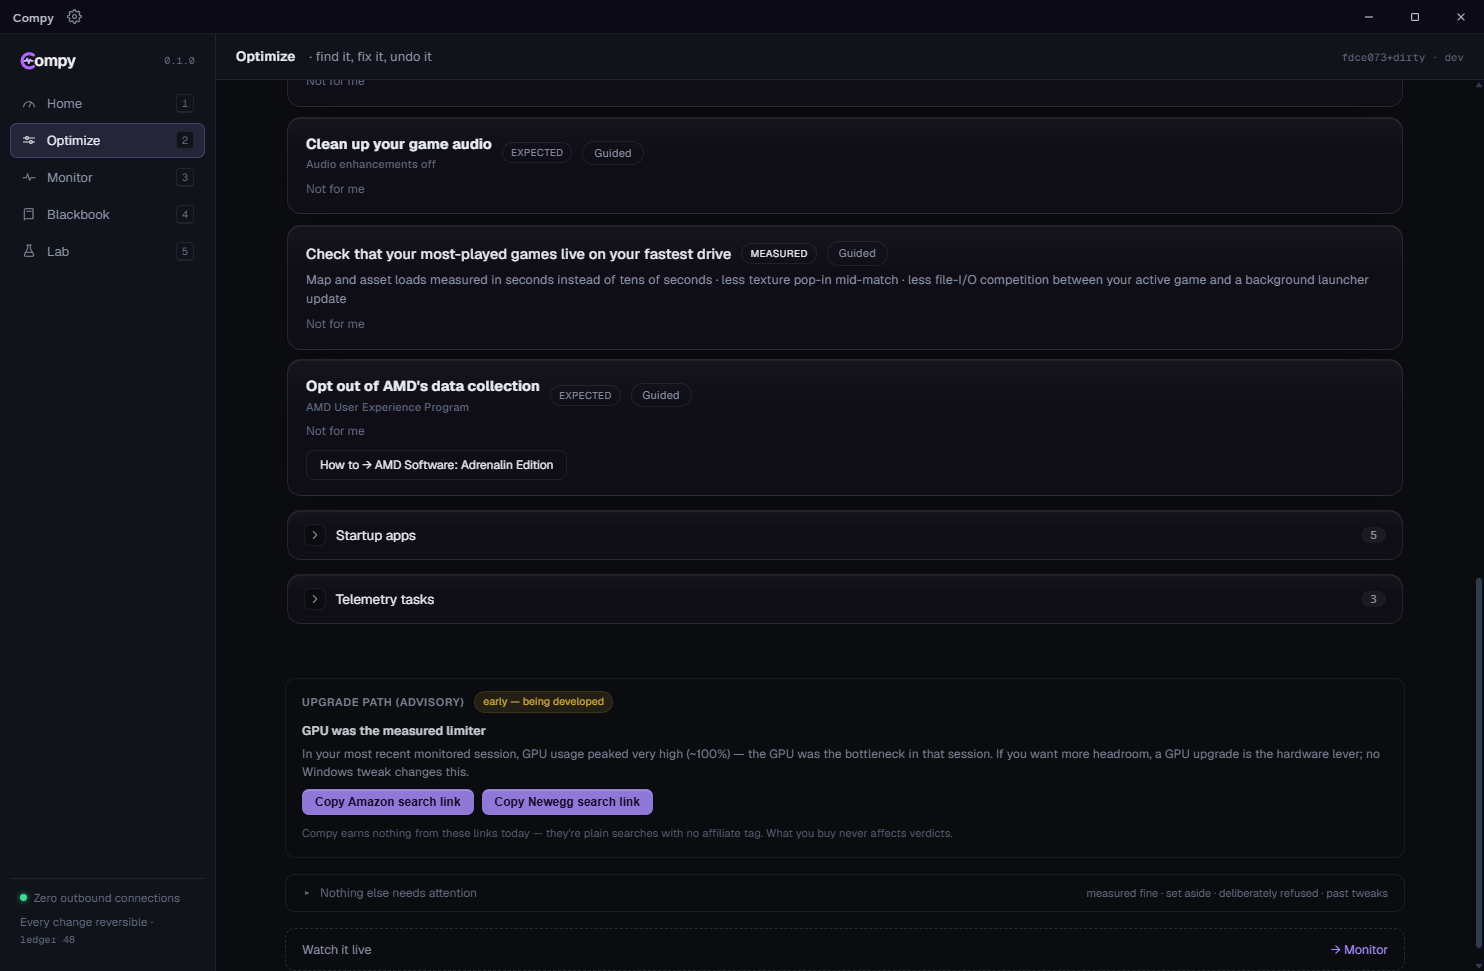 Compy
Compy
0.1.0
Home
1
Optimize
2
Monitor
3
Blackbook
4
Lab
5
Zero outbound connections
Every change reversible ·
ledger 48
Optimize · find it, fix it, undo it
fdce073+dirty · dev
Not for me
Clean up your game audio
EXPECTED
Guided
Audio enhancements off
Not for me
Check that your most-played games live on your fastest drive
MEASURED
Guided
Map and asset loads measured in seconds instead of tens of seconds · less texture pop-in mid-match · less file-I/O competition between your active game and a background launcher
update
Not for me
Opt out of AMD's data collection
EXPECTED
Guided
AMD User Experience Program
Not for me
How to → AMD Software: Adrenalin Edition
Startup apps
5
Telemetry tasks
3
UPGRADE PATH (ADVISORY)
early — being developed
GPU was the measured limiter
In your most recent monitored session, GPU usage peaked very high (~100%) — the GPU was the bottleneck in that session. If you want more headroom, a GPU upgrade is the hardware lever; no
Windows tweak changes this.
Copy Amazon search link
Copy Newegg search link
Compy earns nothing from these links today — they're plain searches with no affiliate tag. What you buy never affects verdicts.
Nothing else needs attention
measured fine · set aside · deliberately refused · past tweaks
Watch it live
→ Monitor